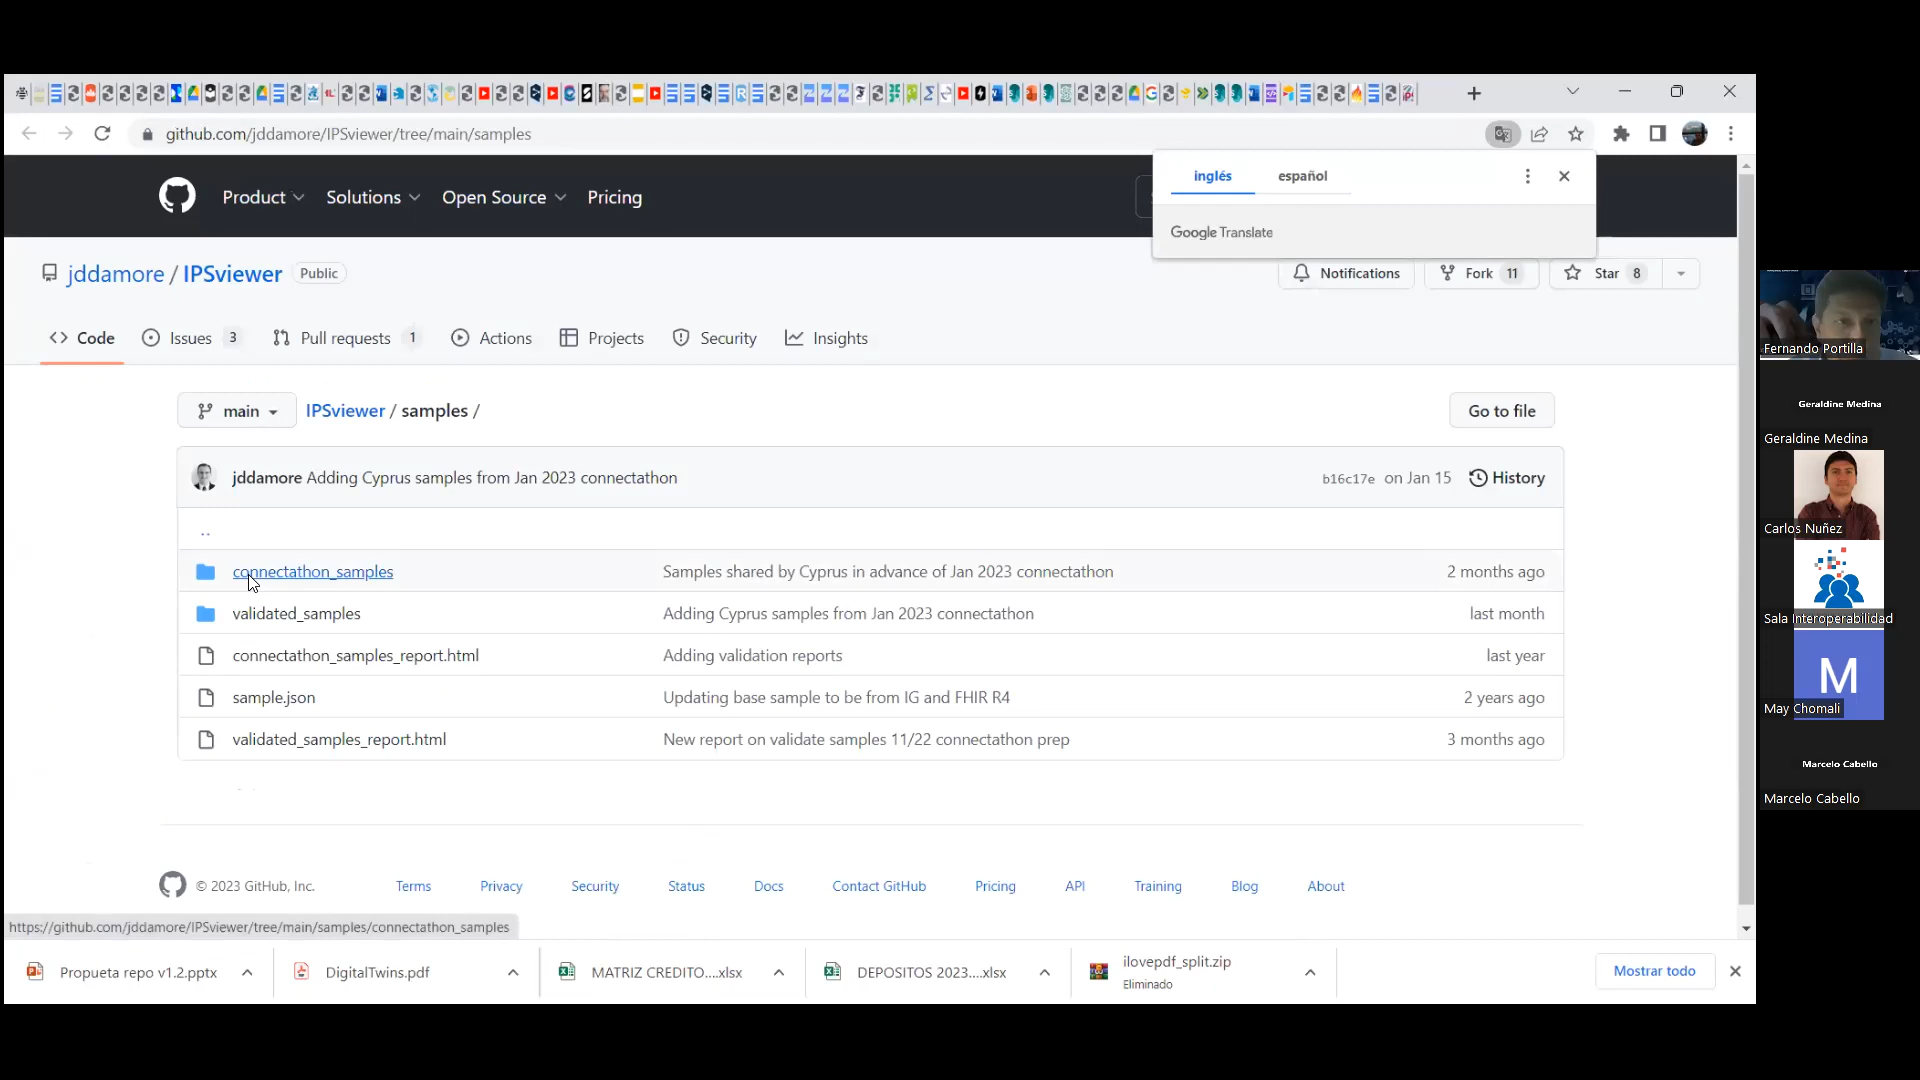 github.com/jddamore/IPSviewer/tree/main/samples
inglés español
Google Translate
Product Solutions Open Source Pricing
jddamore / IPSviewer Public
Notifications Fork 11 Star 8
Code Issues 3 Pull requests 1 Actions Projects Security Insights
main IPSviewer / samples / Go to file
jddamore Adding Cyprus samples from Jan 2023 connectathon b16c17e on Jan 15 History
..
connectathon_samples Samples shared by Cyprus in advance of Jan 2023 connectathon 2 months ago
validated_samples Adding Cyprus samples from Jan 2023 connectathon last month
connectathon_samples_report.html Adding validation reports last year
sample.json Updating base sample to be from IG and FHIR R4 2 years ago
validated_samples_report.html New report on validate samples 11/22 connectathon prep 3 months ago
© 2023 GitHub, Inc. Terms Privacy Security Status Docs Contact GitHub Pricing API Training Blog About
https://github.com/jddamore/IPSviewer/tree/main/samples/connectathon_samples
Propueta repo v1.2.pptx DigitalTwins.pdf MATRIZ CREDITO....xlsx DEPOSITOS 2023....xlsx ilovepdf_split.zip
Eliminado
Mostrar todo
Fernando Portilla
Geraldine Medina
Geraldine Medina
Carlos Nuñez
Sala Interoperabilidad
M
May Chomali
Marcelo Cabello
Marcelo Cabello